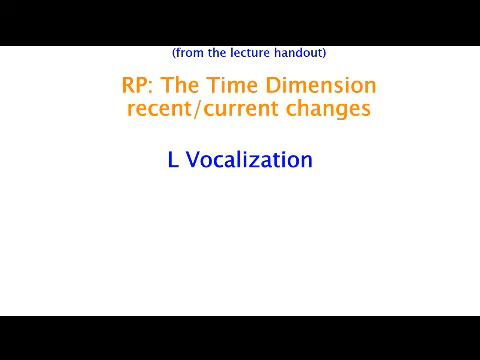 (from the lecture handout)
RP: The Time Dimension
recent/current changes
L Vocalization